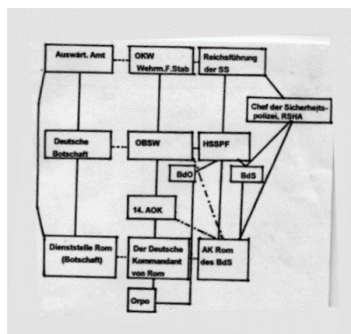 Auswärt. Amt
OKW
Wehrm.F.Stab
Reichsführung
der SS
Chef der Sicherheits-
polizei, RSHA
Deutsche
Botschaft
OBSW
HSSPF
BdO
BdS
14. AOK
Dienststelle Rom
(Botschaft)
Der Deutsche
Kommandant
von Rom
AK Rom
des BdS
Orpo